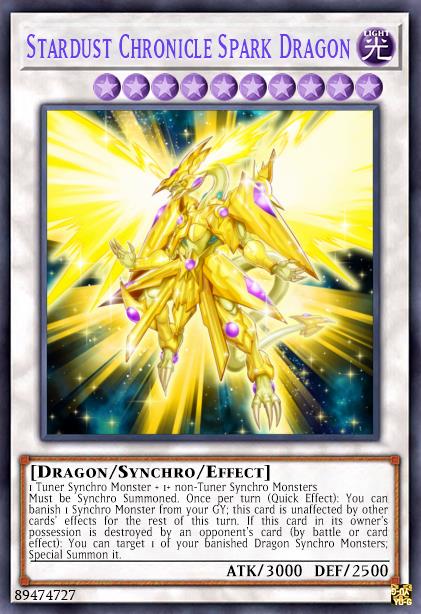 STARDUST CHRONICLE SPARK DRAGON
LIGHT
光
[DRAGON/SYNCHRO/EFFECT]
1 Tuner Synchro Monster + 1+ non-Tuner Synchro Monsters
Must be Synchro Summoned. Once per turn (Quick Effect): You can
banish 1 Synchro Monster from your GY; this card is unaffected by other
cards' effects for the rest of this turn. If this card in its owner's
possession is destroyed by an opponent's card (by battle or card
effect): You can target 1 of your banished Dragon Synchro Monsters;
Special Summon it.
ATK/3000 DEF/2500
89474727